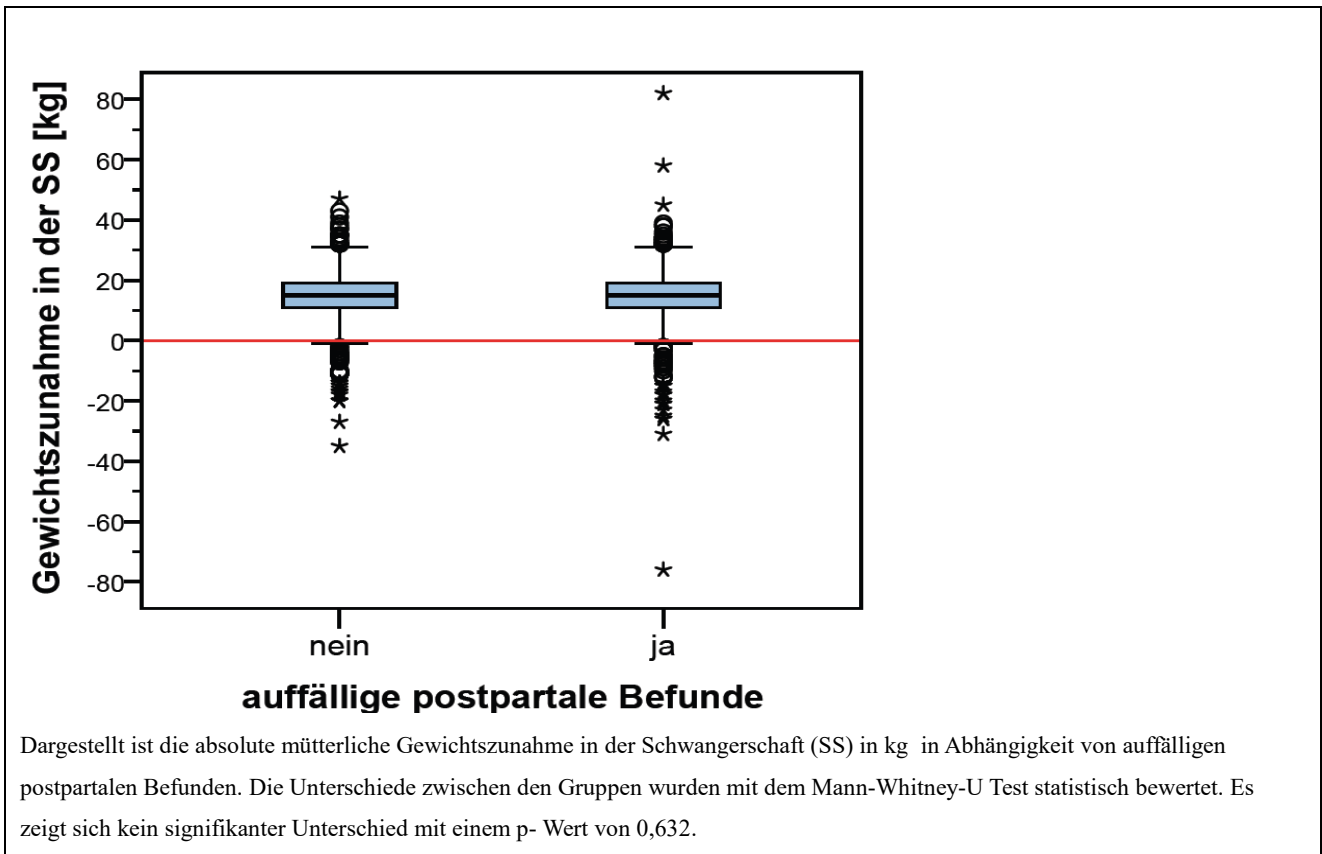 Gewichtszunahme in der SS [kg]
80
60
40
20
0
-20
-40
-60
-80
nein
ja
auffällige postpartale Befunde
Dargestellt ist die absolute mütterliche Gewichtszunahme in der Schwangerschaft (SS) in kg  in Abhängigkeit von auffälligen
postpartalen Befunden. Die Unterschiede zwischen den Gruppen wurden mit dem Mann-Whitney-U Test statistisch bewertet. Es
zeigt sich kein signifikanter Unterschied mit einem p- Wert von 0,632.